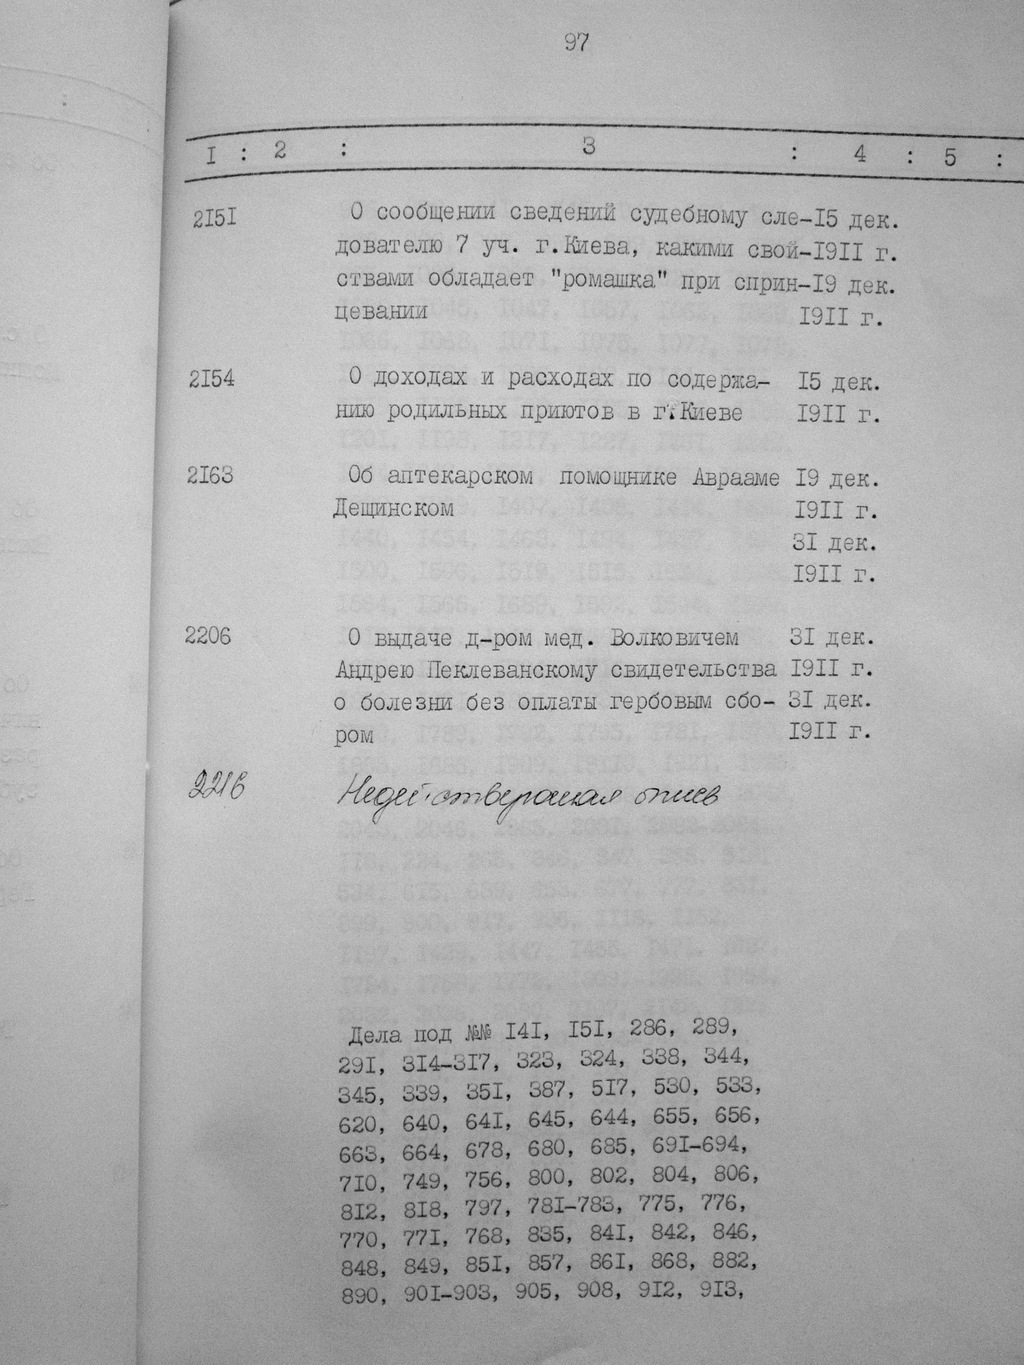 97
I : 2 : 3 : 4 : 5 :
2I5I О сообщении сведений судебному сле-I5 дек.
дователю 7 уч. г.Киева, какими свой-I9II г.
ствами обладает "ромашка" при сприн-I9 дек.
цевании I9II г.
2I54 О доходах и расходах по содержа- I5 дек.
нию родильных приютов в г.Киеве I9II г.
2I63 Об аптекарском помощнике Аврааме I9 дек.
Дещинском I9II г.
3I дек.
I9II г.
2206 О выдаче д-ром мед. Волковичем 3I дек.
Андрею Пеклеванскому свидетельства I9II г.
о болезни без оплаты гербовым сбо- 3I дек.
ром I9II г.
2216
Дела под №№ I4I, I5I, 286, 289,
29I, 3I4-3I7, 323, 324, 338, 344,
345, 339, 35I, 387, 5I7, 530, 533,
620, 640, 64I, 645, 644, 655, 656,
663, 664, 678, 680, 685, 69I-694,
7I0, 749, 756, 800, 802, 804, 806,
8I2, 8I8, 797, 78I-783, 775, 776,
770, 77I, 768, 835, 84I, 842, 846,
848, 849, 85I, 857, 86I, 868, 882,
890, 90I-903, 905, 908, 9I2, 9I3,